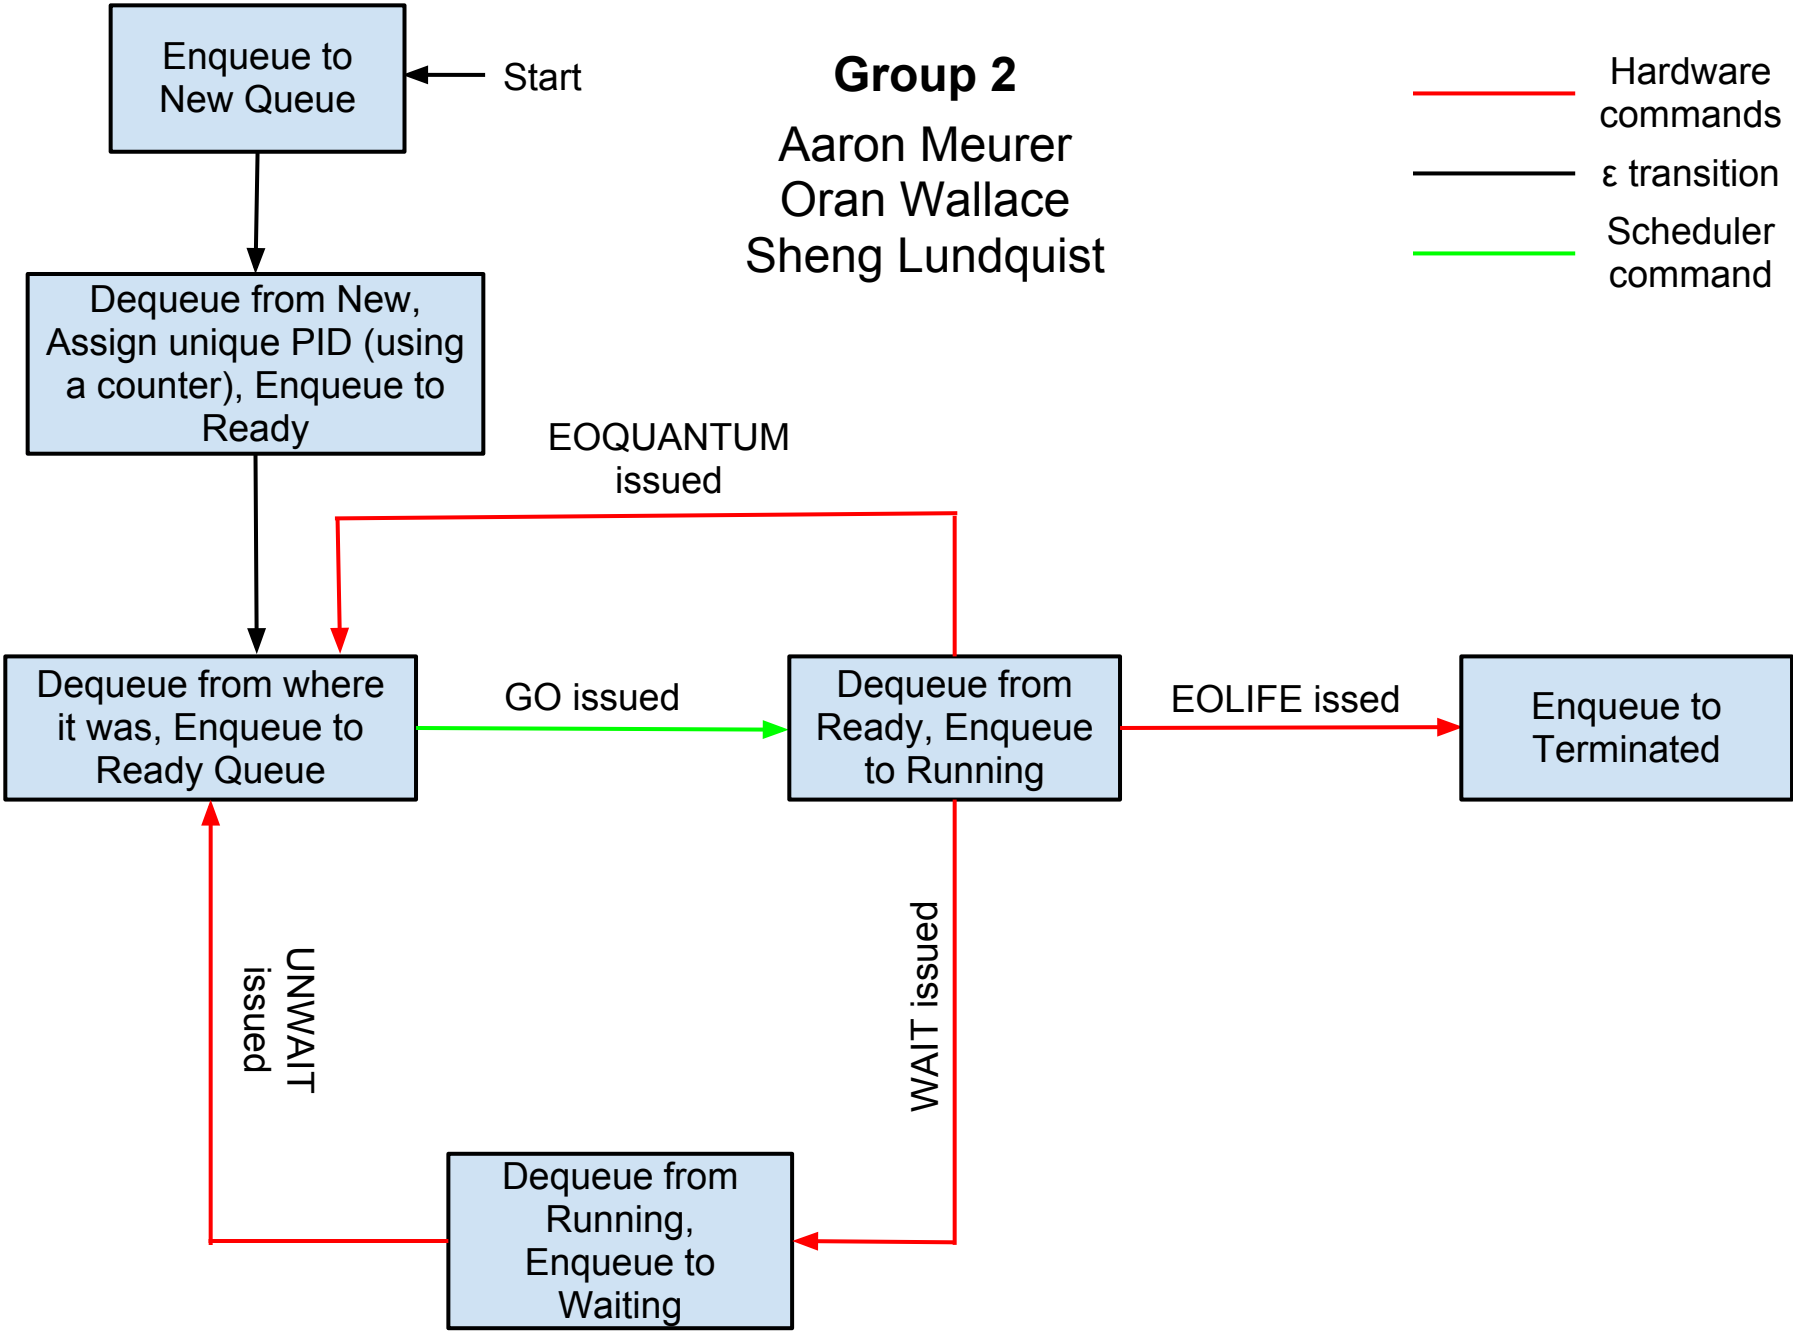 Enqueue to
New Queue
Start
Group 2
Aaron Meurer
Oran Wallace
Sheng Lundquist
Hardware
commands
ε transition
Scheduler
command
Dequeue from New,
Assign unique PID (using
a counter), Enqueue to
Ready
EOQUANTUM
issued
Dequeue from where
it was, Enqueue to
Ready Queue
GO issued
Dequeue from
Ready, Enqueue
to Running
EOLIFE issed
Enqueue to
Terminated
UNWAIT
issued
WAIT issued
Dequeue from
Running,
Enqueue to
Waiting